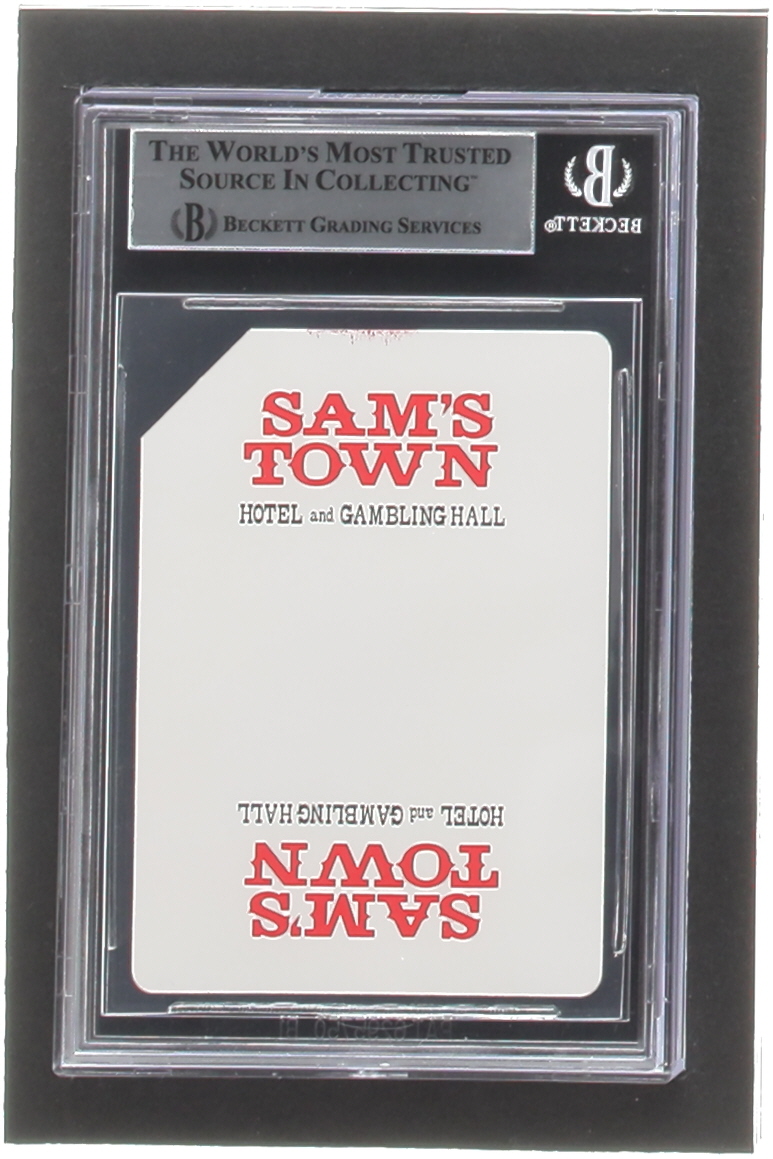 THE WORLD'S MOST TRUSTED
SOURCE IN COLLECTING™
B BECKETT GRADING SERVICES
B
BECKETT®
SAM'S
TOWN
HOTEL and GAMBLING HALL
HOTEL and GAMBLING HALL
TOWN
SAM'S